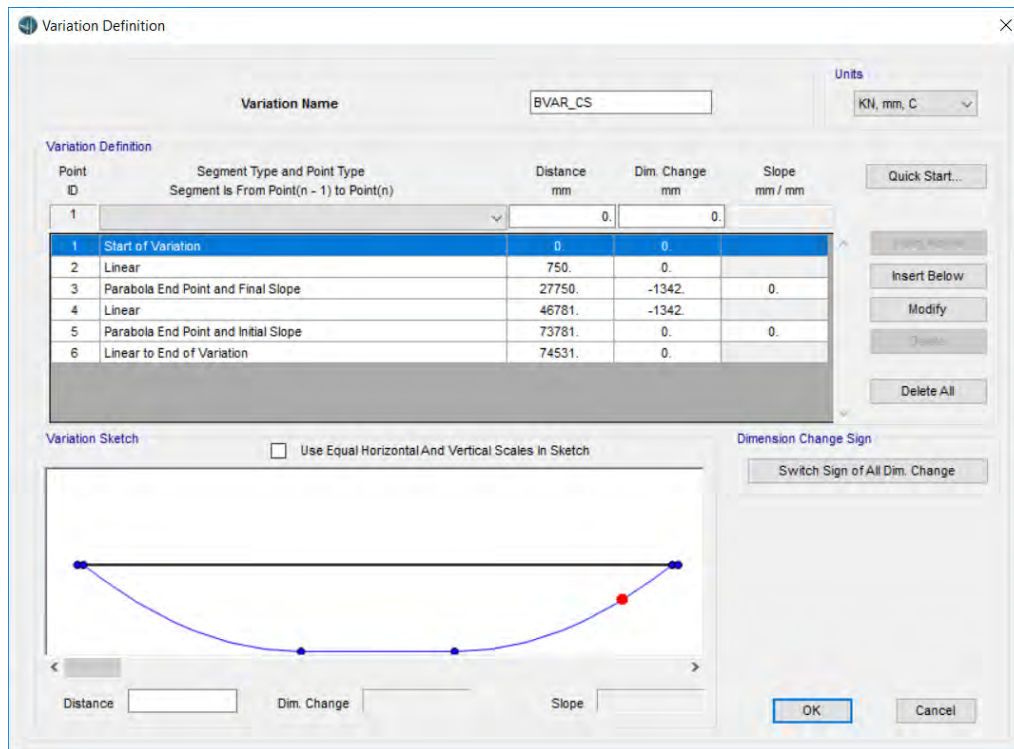 Variation Definition
Units
Variation Name BVAR_CS KN, mm, C
Variation Definition
Point Segment Type and Point Type Distance Dim. Change Slope
ID Segment Is From Point(n - 1) to Point(n) mm mm mm / mm
Quick Start...
1 0. 0.
1 Start of Variation 0. 0.
2 Linear 750. 0.
Insert Below
3 Parabola End Point and Final Slope 27750. -1342. 0.
4 Linear 46781. -1342.
Modify
5 Parabola End Point and Initial Slope 73781. 0. 0.
6 Linear to End of Variation 74531. 0.
Delete
Delete All
Variation Sketch
Use Equal Horizontal And Vertical Scales In Sketch
Dimension Change Sign
Switch Sign of All Dim. Change
Distance Dim. Change Slope
OK Cancel